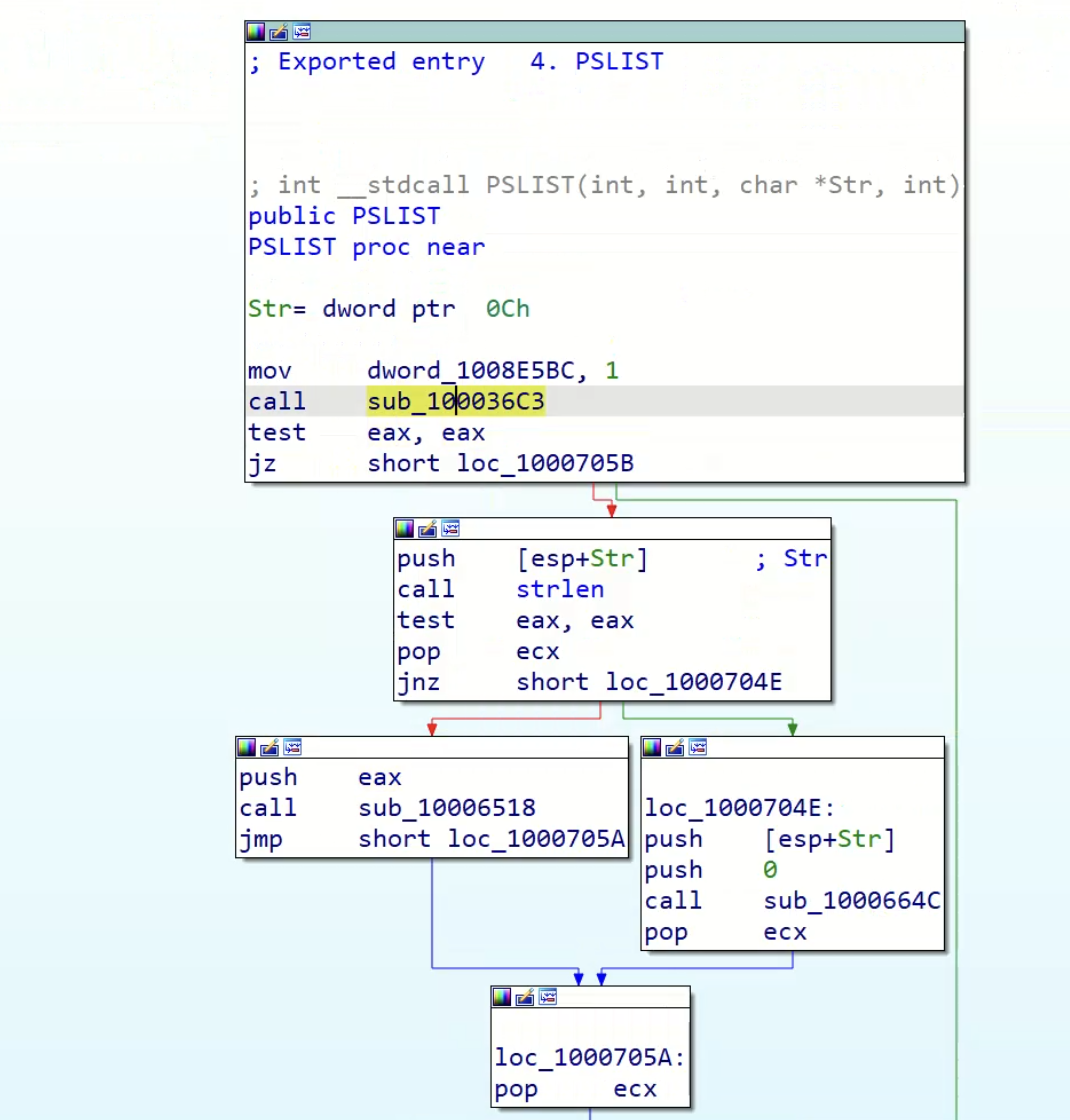 ; Exported entry   4. PSLIST
; int __stdcall PSLIST(int, int, char *Str, int)
public PSLIST
PSLIST proc near
Str= dword ptr  0Ch
mov     dword_1008E5BC, 1
call    sub_100036C3
test    eax, eax
jz      short loc_1000705B
push    [esp+Str]       ; Str
call    strlen
test    eax, eax
pop     ecx
jnz     short loc_1000704E
push    eax
call    sub_10006518
jmp     short loc_1000705A
loc_1000704E:
push    [esp+Str]
push    0
call    sub_1000664C
pop     ecx
loc_1000705A:
pop     ecx